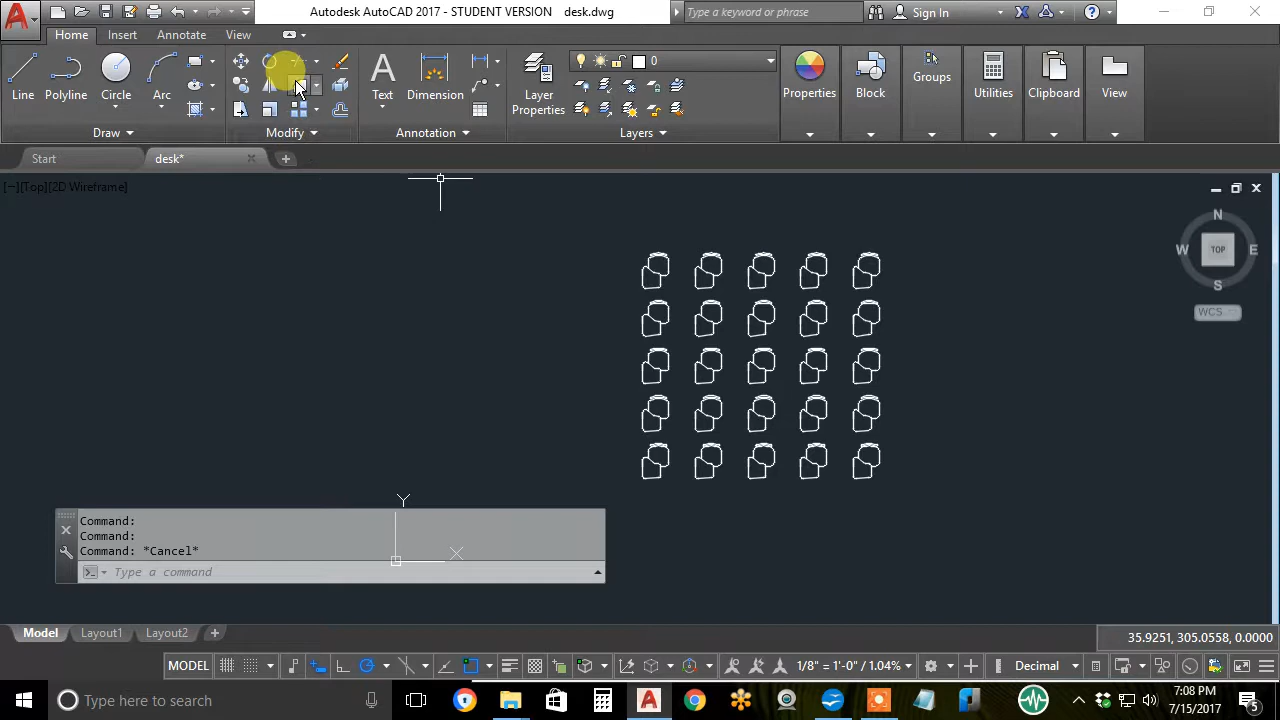 Autodesk AutoCAD 2017 - STUDENT VERSION desk.dwg
Type a keyword or phrase
Sign In
Home Insert Annotate View
Line Polyline Circle Arc
Text Dimension
Layer Properties
0
Properties Block Groups Utilities Clipboard View
Draw Modify Annotation Layers
Start desk*
[−][Top][2D Wireframe]
N
W TOP E
S
WCS
Y
X
Command:
Command:
Command: *Cancel*
Type a command
Model Layout1 Layout2
35.9251, 305.0558, 0.0000
MODEL 1/8" = 1'-0" / 1.04% Decimal
Type here to search
7:08 PM
7/15/2017
5